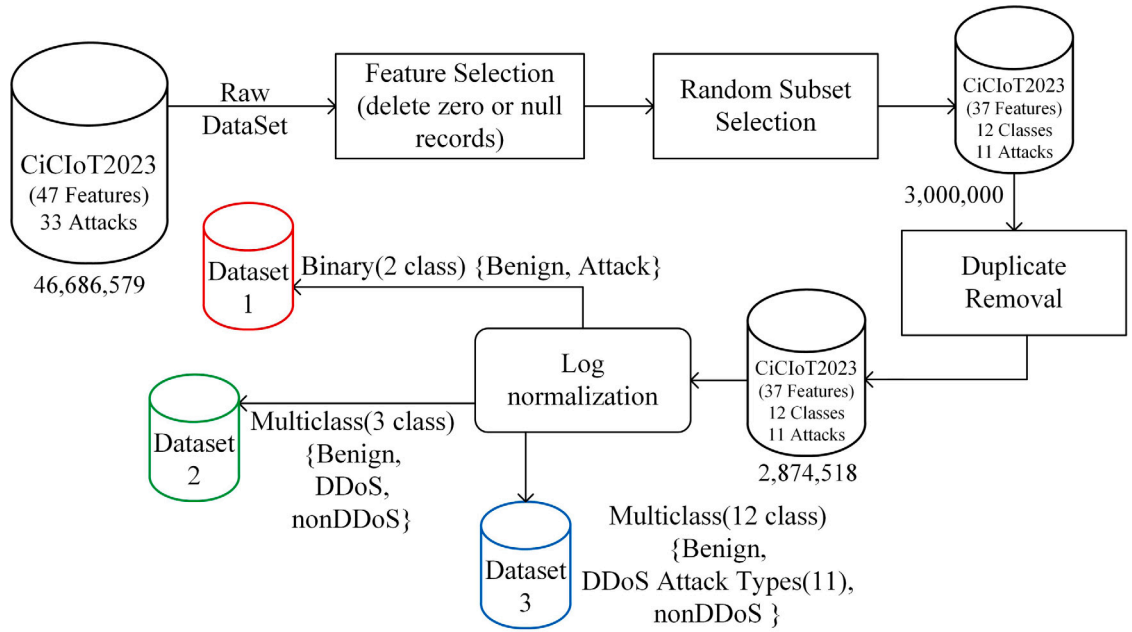 CiCIoT2023
(47 Features)
33 Attacks
46,686,579
Raw
DataSet
Feature Selection
(delete zero or null
records)
Random Subset
Selection
CiCIoT2023
(37 Features)
12 Classes
11 Attacks
3,000,000
Duplicate
Removal
CiCIoT2023
(37 Features)
12 Classes
11 Attacks
2,874,518
Log
normalization
Binary(2 class) {Benign, Attack}
Dataset
1
Multiclass(3 class)
{Benign,
DDoS,
nonDDoS}
Dataset
2
Multiclass(12 class)
{Benign,
DDoS Attack Types(11),
nonDDoS }
Dataset
3